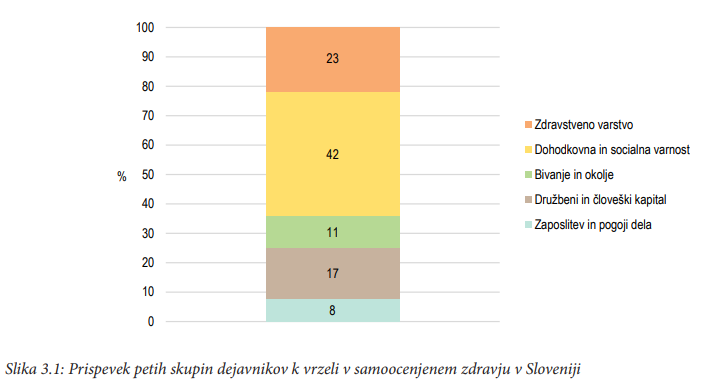 100
90
80
70
60
50
40
30
20
10
0
%
23
42
11
17
8
Zdravstveno varstvo
Dohodkovna in socialna varnost
Bivanje in okolje
Družbeni in človeški kapital
Zaposlitev in pogoji dela
Slika 3.1: Prispevek petih skupin dejavnikov k vrzeli v samoocenjenem zdravju v Sloveniji